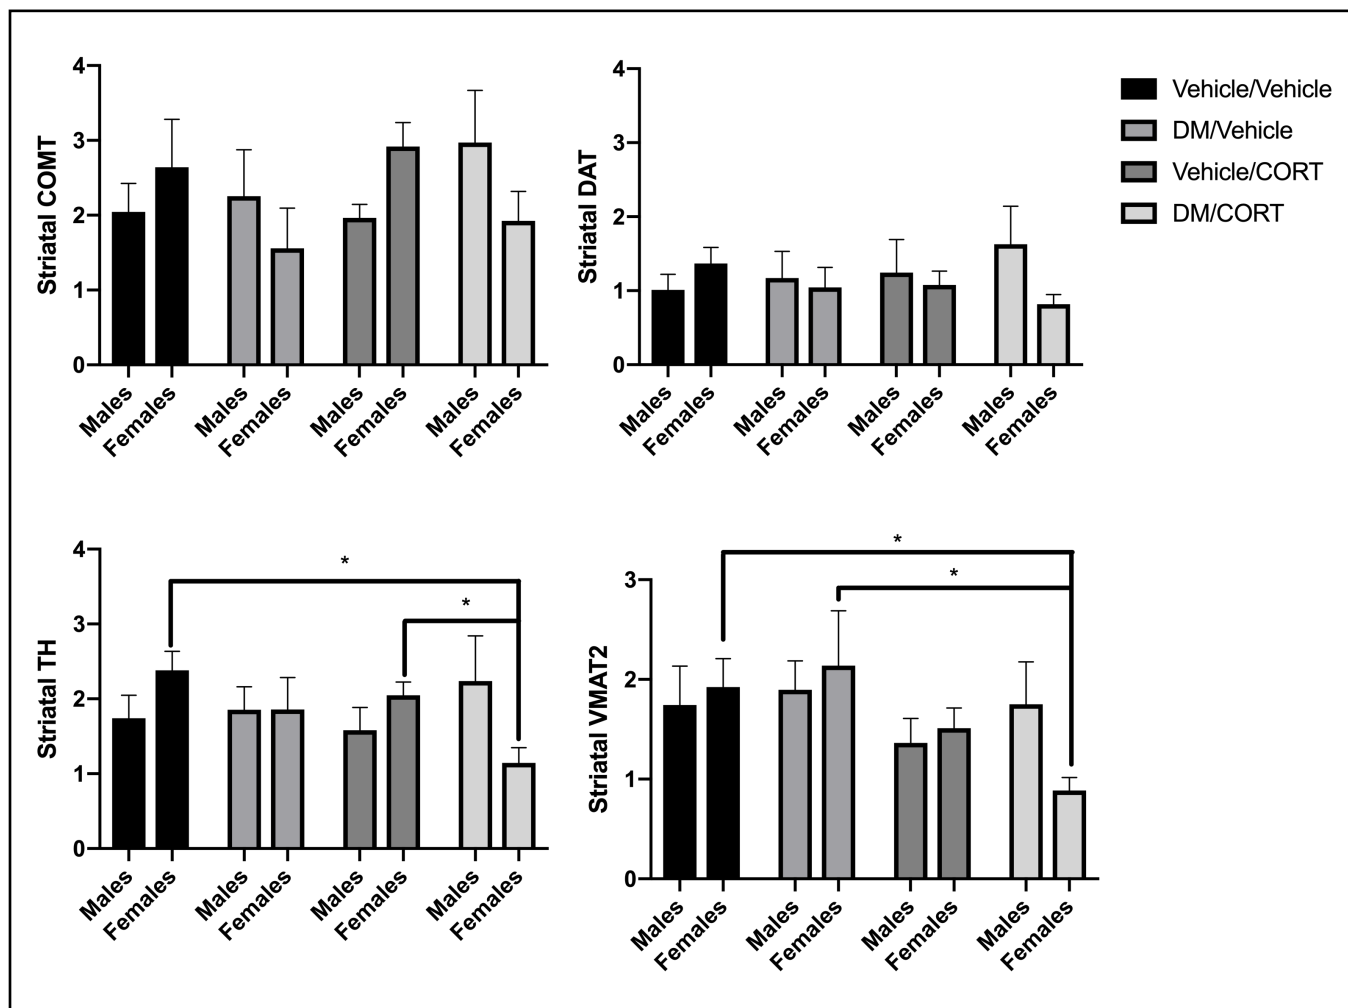 Striatal COMT
4
3
2
1
0
Males
Females
Males
Females
Males
Females
Males
Females
Striatal DAT
4
3
2
1
0
Males
Females
Males
Females
Males
Females
Males
Females
Vehicle/Vehicle
DM/Vehicle
Vehicle/CORT
DM/CORT
Striatal TH
4
3
2
1
0
*
*
Males
Females
Males
Females
Males
Females
Males
Females
Striatal VMAT2
3
2
1
0
*
*
Males
Females
Males
Females
Males
Females
Males
Females